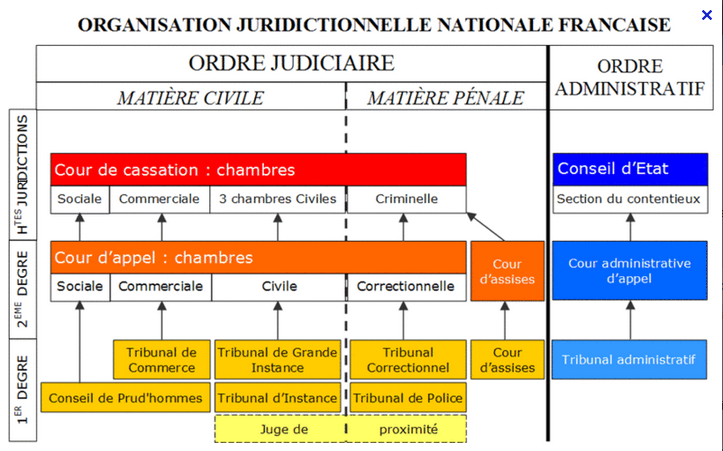 ORGANISATION JURIDICTIONNELLE NATIONALE FRANCAISE
ORDRE JUDICIAIRE
ORDRE
ADMINISTRATIF
MATIÈRE CIVILE
MATIÈRE PÉNALE
HTES JURIDICTIONS
Cour de cassation : chambres
Conseil d'Etat
Sociale
Commerciale
3 chambres Civiles
Criminelle
Section du contentieux
2EME DEGRE
Cour d'appel : chambres
Cour
d'assises
Cour administrative
d'appel
Sociale
Commerciale
Civile
Correctionnelle
1ER DEGRE
Tribunal de
Commerce
Tribunal de Grande
Instance
Tribunal
Correctionnel
Cour
d'assises
Tribunal administratif
Conseil de Prud'hommes
Tribunal d'Instance
Tribunal de Police
Juge de proximité